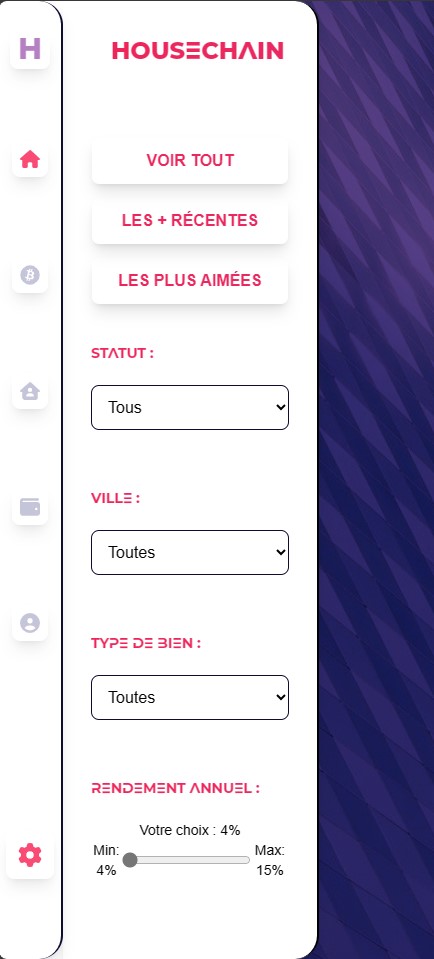 H
HOUSECHAIN
VOIR TOUT
LES + RÉCENTES
LES PLUS AIMÉES
STATUT :
Tous
VILLE :
Toutes
TYPE DE BIEN :
Toutes
RENDEMENT ANNUEL :
Votre choix : 4%
Min:
4%
Max:
15%